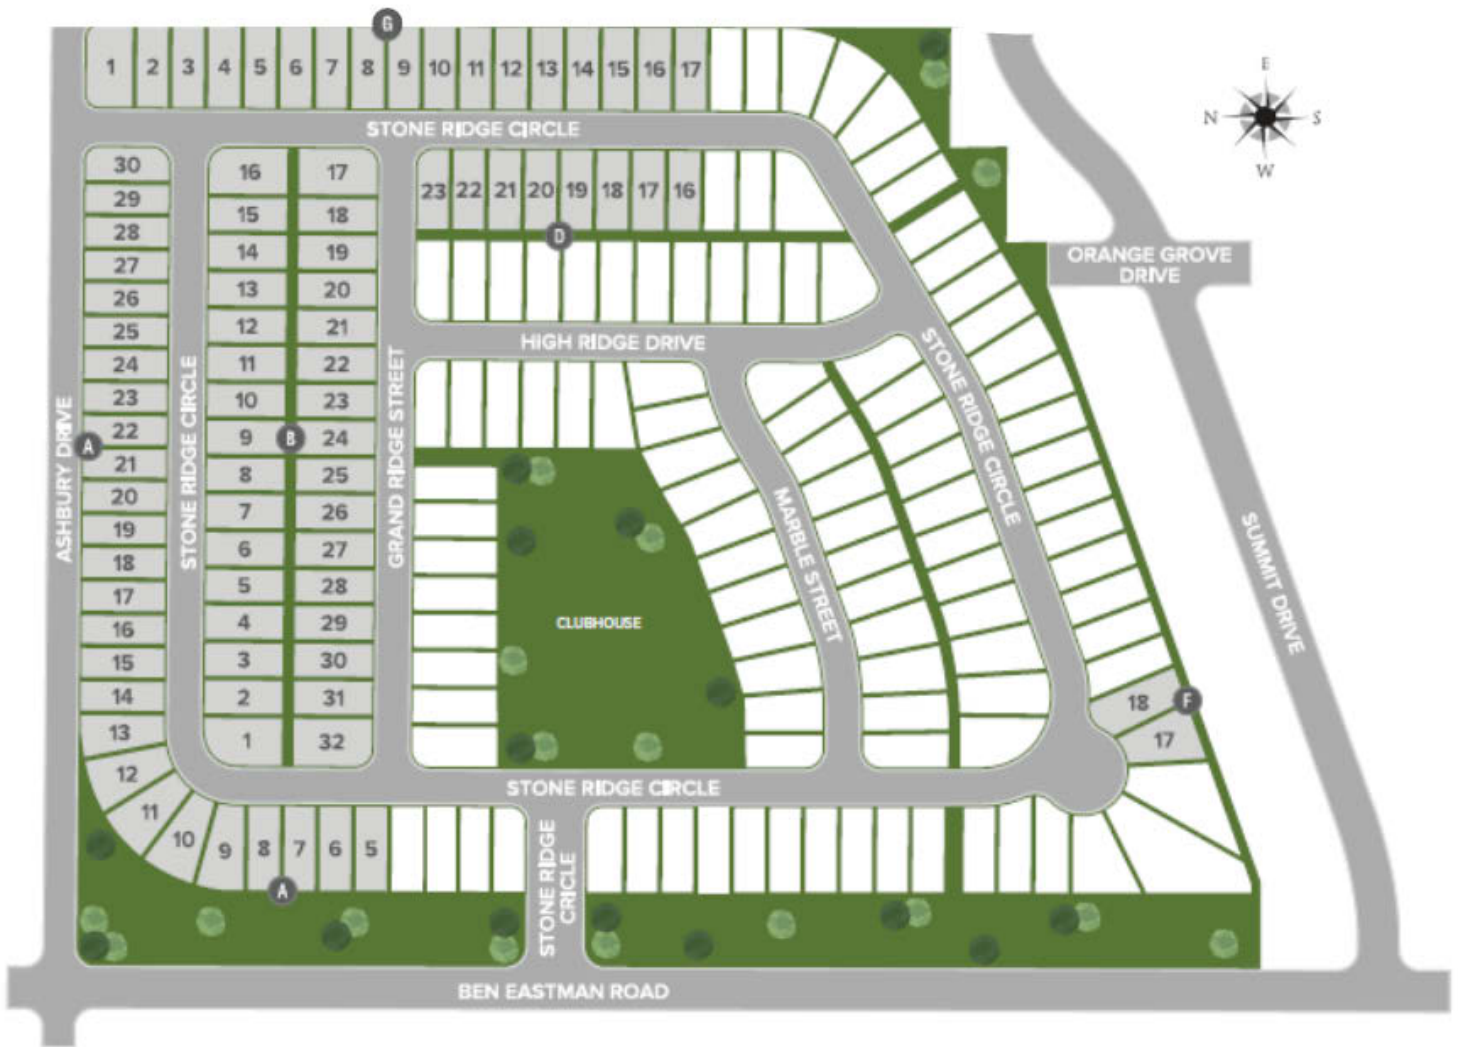 G
1 2 3 4 5 6 7 8 9 10 11 12 13 14 15 16 17
E
N S
W
STONE RIDGE CIRCLE
30
29
28
27
26
25
24
23
22
21
20
19
18
17
16
15
14
13
12
11
10
9 8 7 6 5
A
A
ASHBURY DRIVE
STONE RIDGE CIRCLE
16
15
14
13
12
11
10
9
8
7
6
5
4
3
2
1
B
17
18
19
20
21
22
23
24
25
26
27
28
29
30
31
32
GRAND RIDGE STREET
23 22 21 20 19 18 17 16
D
HIGH RIDGE DRIVE
CLUBHOUSE
MARBLE STREET
STONE RIDGE CIRCLE
ORANGE GROVE
DRIVE
SUMMIT DRIVE
18
F
17
STONE RIDGE CIRCLE
STONE RIDGE
CRICLE
BEN EASTMAN ROAD